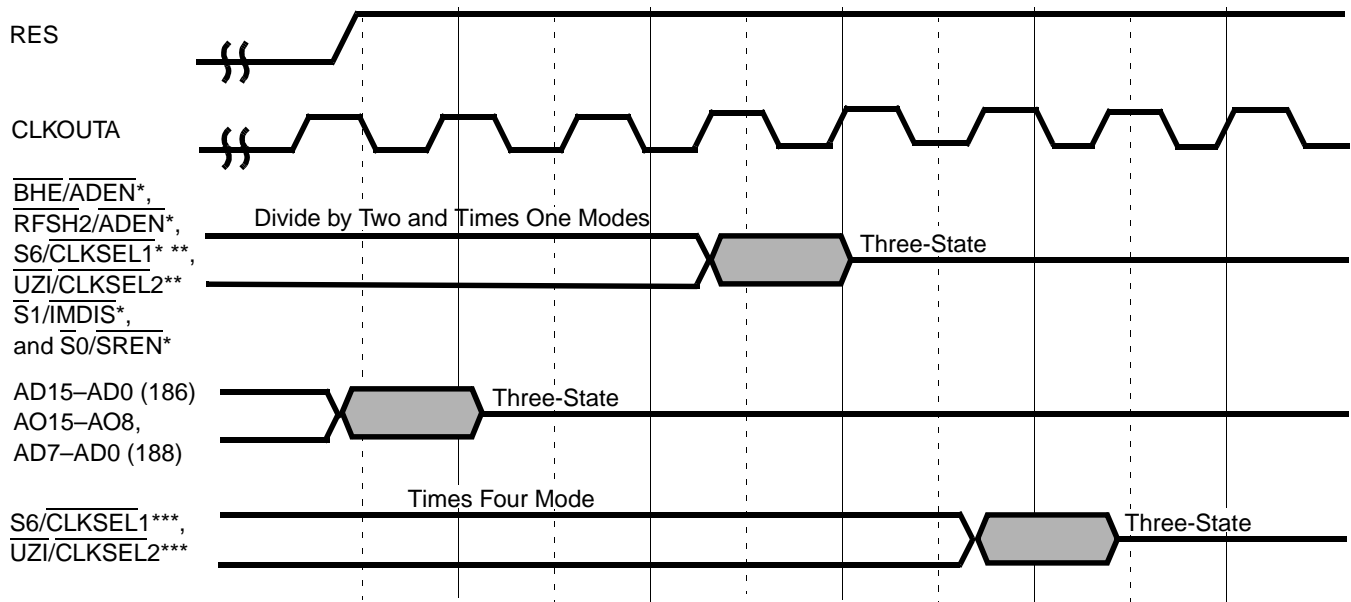 RES
CLKOUTA
BHE/ADEN*,
RFSH2/ADEN*,
S6/CLKSEL1* **,
UZI/CLKSEL2**
S1/IMDIS*,
and S0/SREN*
Divide by Two and Times One Modes
Three-State
AD15–AD0 (186)
AO15–AO8,
AD7–AD0 (188)
Three-State
Times Four Mode
S6/CLKSEL1***,
UZI/CLKSEL2***
Three-State